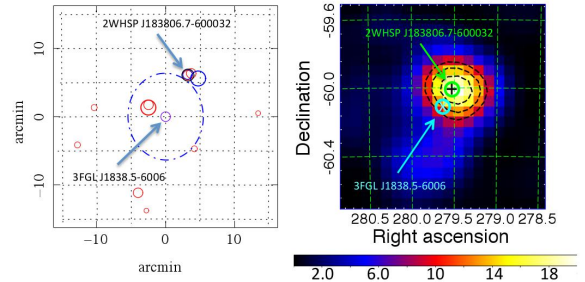 2WHSP J183806.7-600032
10
0
−10
arcmin
3FGL J1838.5-6006
−10
0
10
arcmin
2WHSP J183806.7-600032
-59.6
-60.0
-60.4
Declination
3FGL J1838.5-6006
280.5 280.0 279.5 279.0 278.5
Right ascension
2.0 6.0 10 14 18